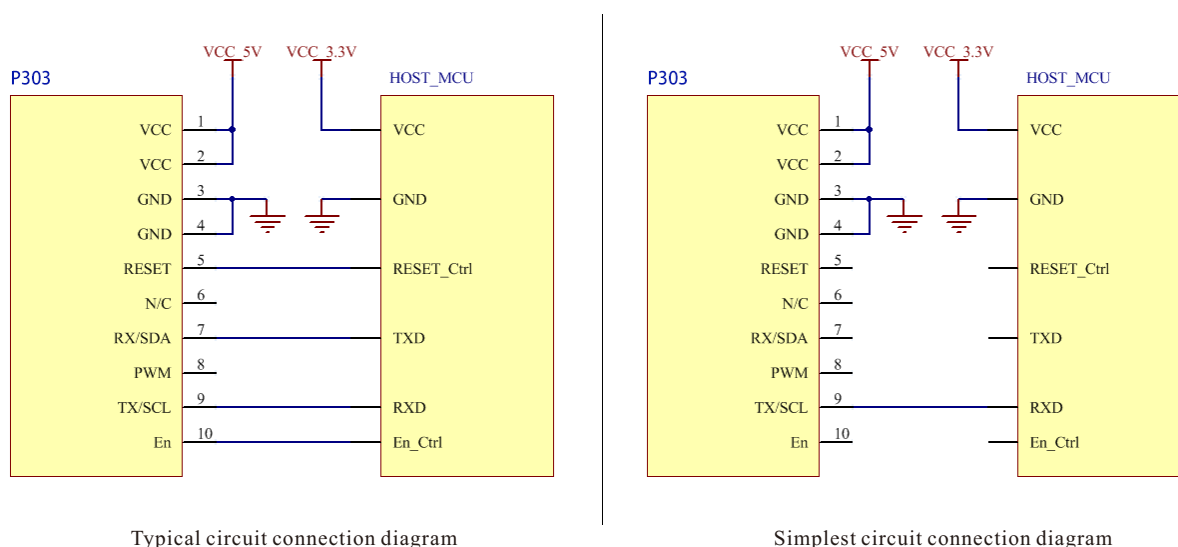 VCC_5V VCC_3.3V
P303 HOST_MCU
VCC 1 VCC
VCC 2
GND 3 GND
GND 4
RESET 5 RESET_Ctrl
N/C 6
RX/SDA 7 TXD
PWM 8
TX/SCL 9 RXD
En 10 En_Ctrl
Typical circuit connection diagram
VCC_5V VCC_3.3V
P303 HOST_MCU
VCC 1 VCC
VCC 2
GND 3 GND
GND 4
RESET 5 RESET_Ctrl
N/C 6
RX/SDA 7 TXD
PWM 8
TX/SCL 9 RXD
En 10 En_Ctrl
Simplest circuit connection diagram